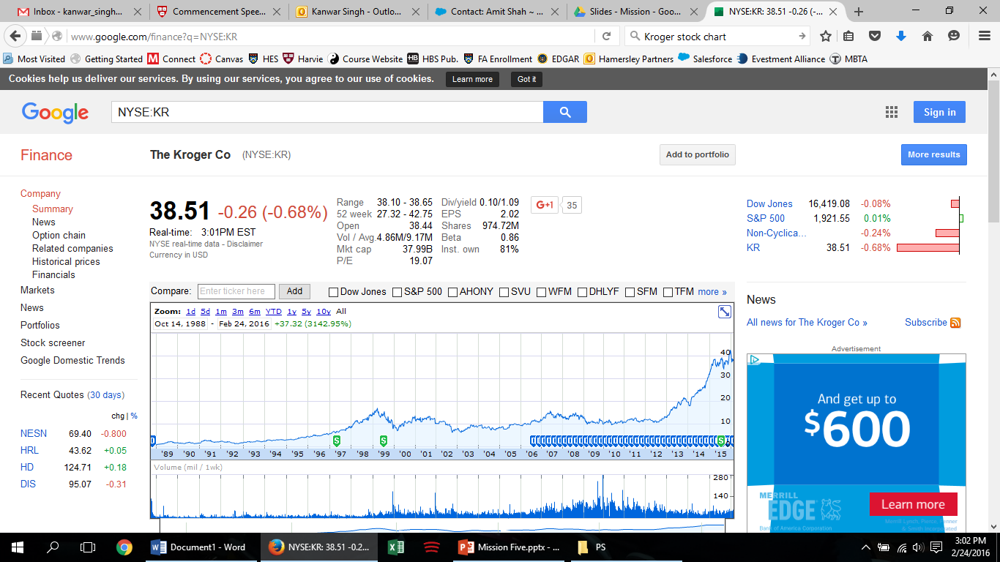 Inbox - kanwar_singh...
Commencement Spee...
Kanwar Singh - Outlo...
Contact: Amit Shah ~ ...
Slides - Mission - Goo...
NYSE:KR: 38.51 -0.26 (-...
www.google.com/finance?q=NYSE:KR
Kroger stock chart
Most Visited Getting Started Connect Canvas HES Harvie Course Website HBS Pub. FA Enrollment EDGAR Hamersley Partners Salesforce Evestment Alliance MBTA
Cookies help us deliver our services. By using our services, you agree to our use of cookies. Learn more Got it
Google
NYSE:KR
Sign in
Finance
The Kroger Co (NYSE:KR)
Add to portfolio
More results
Company
Summary
News
Option chain
Related companies
Historical prices
Financials
Markets
News
Portfolios
Stock screener
Google Domestic Trends
Recent Quotes (30 days)
chg | %
NESN 69.40 -0.800
HRL 43.62 +0.05
HD 124.71 +0.18
DIS 95.07 -0.31
38.51 -0.26 (-0.68%)
Real-time: 3:01PM EST
NYSE real-time data - Disclaimer
Currency in USD
Range 38.10 - 38.65
52 week 27.32 - 42.75
Open 38.44
Vol / Avg. 4.86M/9.17M
Mkt cap 37.99B
P/E 19.07
Div/yield 0.10/1.09
EPS 2.02
Shares 974.72M
Beta 0.86
Inst. own 81%
G+1 35
Dow Jones 16,419.08 -0.08%
S&P 500 1,921.55 0.01%
Non-Cyclica... -0.24%
KR 38.51 -0.68%
Compare: Enter ticker here Add Dow Jones S&P 500 AHONY SVU WFM DHLYF SFM TFM more »
Zoom: 1d 5d 1m 3m 6m YTD 1y 5y 10y All
Oct 14, 1988 - Feb 24, 2016 +37.32 (3142.95%)
40
30
20
10
S S S
'89 '90 '91 '92 '93 '94 '95 '96 '97 '98 '99 '00 '01 '02 '03 '04 '05 '06 '07 '08 '09 '10 '11 '12 '13 '14 '15
Volume (mil / 1wk)
280
140
News
All news for The Kroger Co »
Subscribe
Advertisement
And get up to
$600
MERRILL
EDGE
Bank of America Corporation
Learn more
Merrill Lynch, Pierce, Fenner
& Smith Incorporated
Document1 - Word
NYSE:KR: 38.51 -0.2...
Mission Five.pptx - ...
PS
3:02 PM
2/24/2016